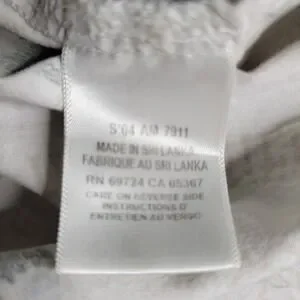 S'04 AM 7911
MADE IN SRI LANKA
FABRIQUE AU SRI LANKA
RN 69724 CA 05367
CARE ON REVERSE SIDE
INSTRUCTIONS D'
ENTRETIEN AU VERSO